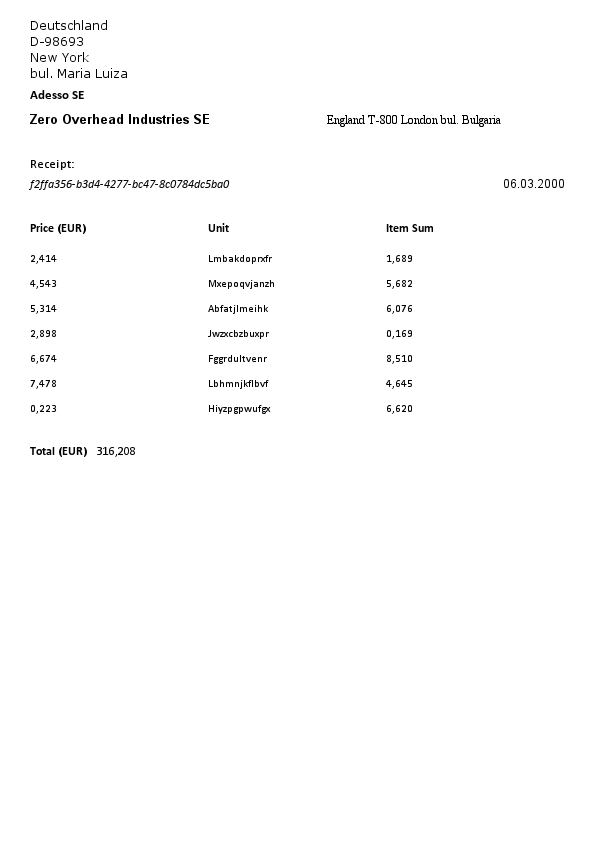 Deutschland
D-98693
New York
bul. Maria Luiza
Adesso SE
Zero Overhead Industries SE England T-800 London bul. Bulgaria
Receipt:
f2ffa356-b3d4-4277-bc47-8c0784dc5ba0 06.03.2000
Price (EUR) Unit Item Sum
2,414 Lmbakdoprxfr 1,689
4,543 Mxepoqvjanzh 5,682
5,314 Abfatjlmeihk 6,076
2,898 Jwzxcbzbuxpr 0,169
6,674 Fggrdultvenr 8,510
7,478 Lbhmnjkflbvf 4,645
0,223 Hiyzpgpwufgx 6,620
Total (EUR) 316,208